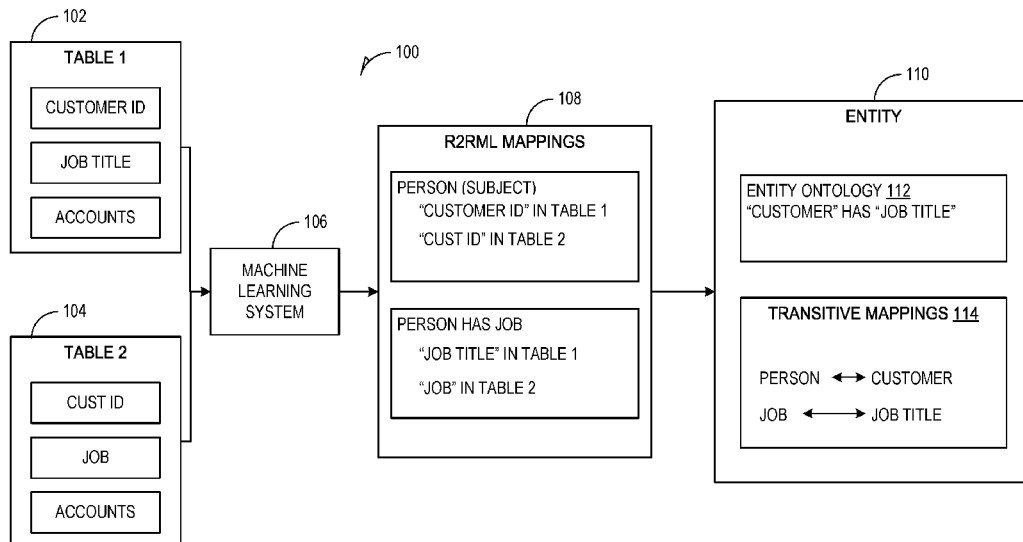 102
TABLE 1
CUSTOMER ID
JOB TITLE
ACCOUNTS
104
TABLE 2
CUST ID
JOB
ACCOUNTS
100
106
MACHINE
LEARNING
SYSTEM
108
R2RML MAPPINGS
PERSON (SUBJECT)
"CUSTOMER ID" IN TABLE 1
"CUST ID" IN TABLE 2
PERSON HAS JOB
"JOB TITLE" IN TABLE 1
"JOB" IN TABLE 2
110
ENTITY
ENTITY ONTOLOGY 112
"CUSTOMER" HAS "JOB TITLE"
TRANSITIVE MAPPINGS 114
PERSON CUSTOMER
JOB JOB TITLE